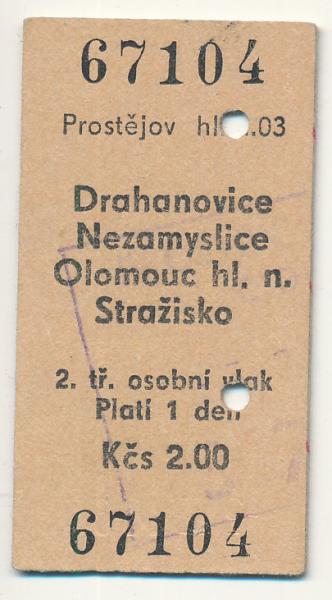 67104
Prostějov hl. n.03
Drahanovice
Nezamyslice
Olomouc hl. n.
Stražisko
2. tř. osobní vlak
Platí 1 den
Kčs 2.00
67104